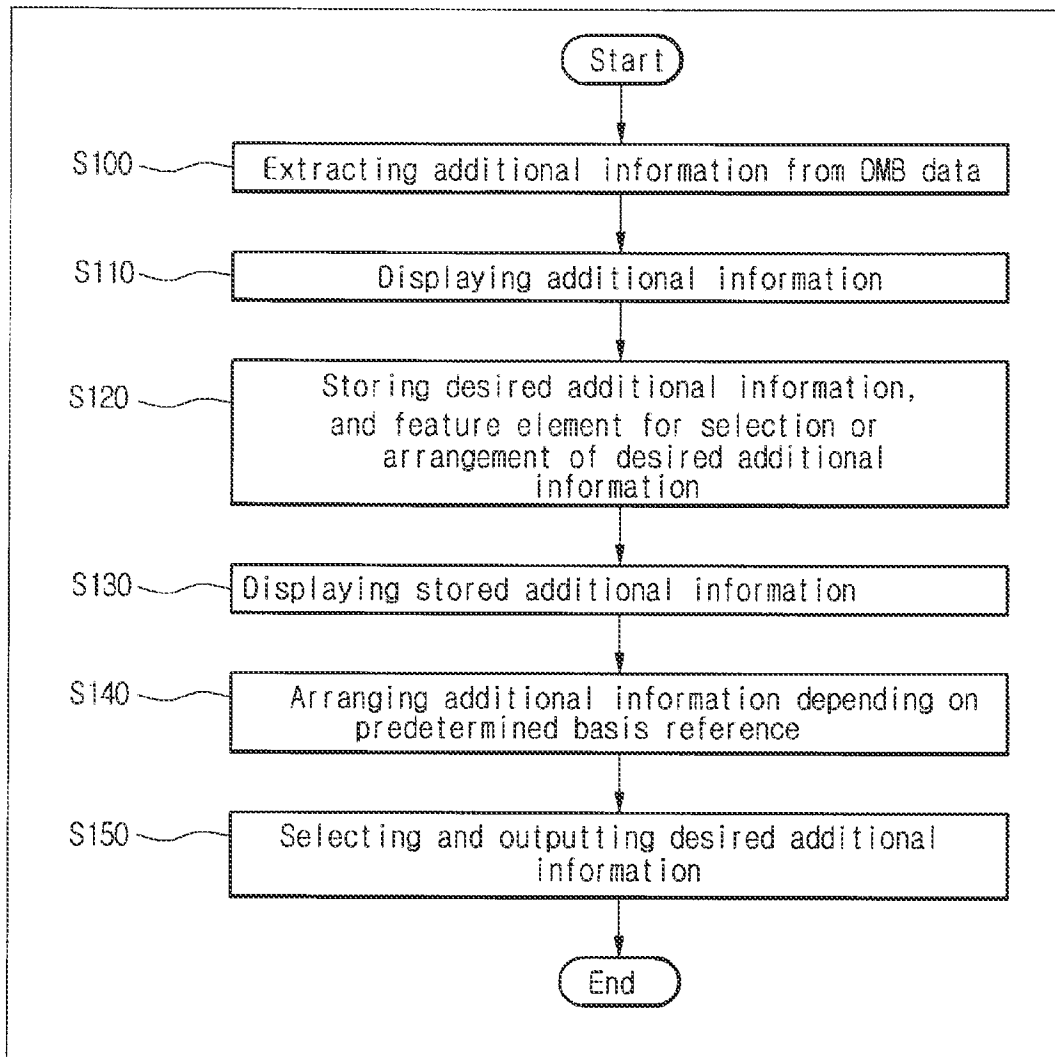 Start
S100
Extracting additional information from DMB data
S110
Displaying additional information
S120
Storing desired additional information,
and feature element for selection or
arrangement of desired additional
information
S130
Displaying stored additional information
S140
Arranging additional information depending on
predetermined basis reference
S150
Selecting and outputting desired additional
information
End